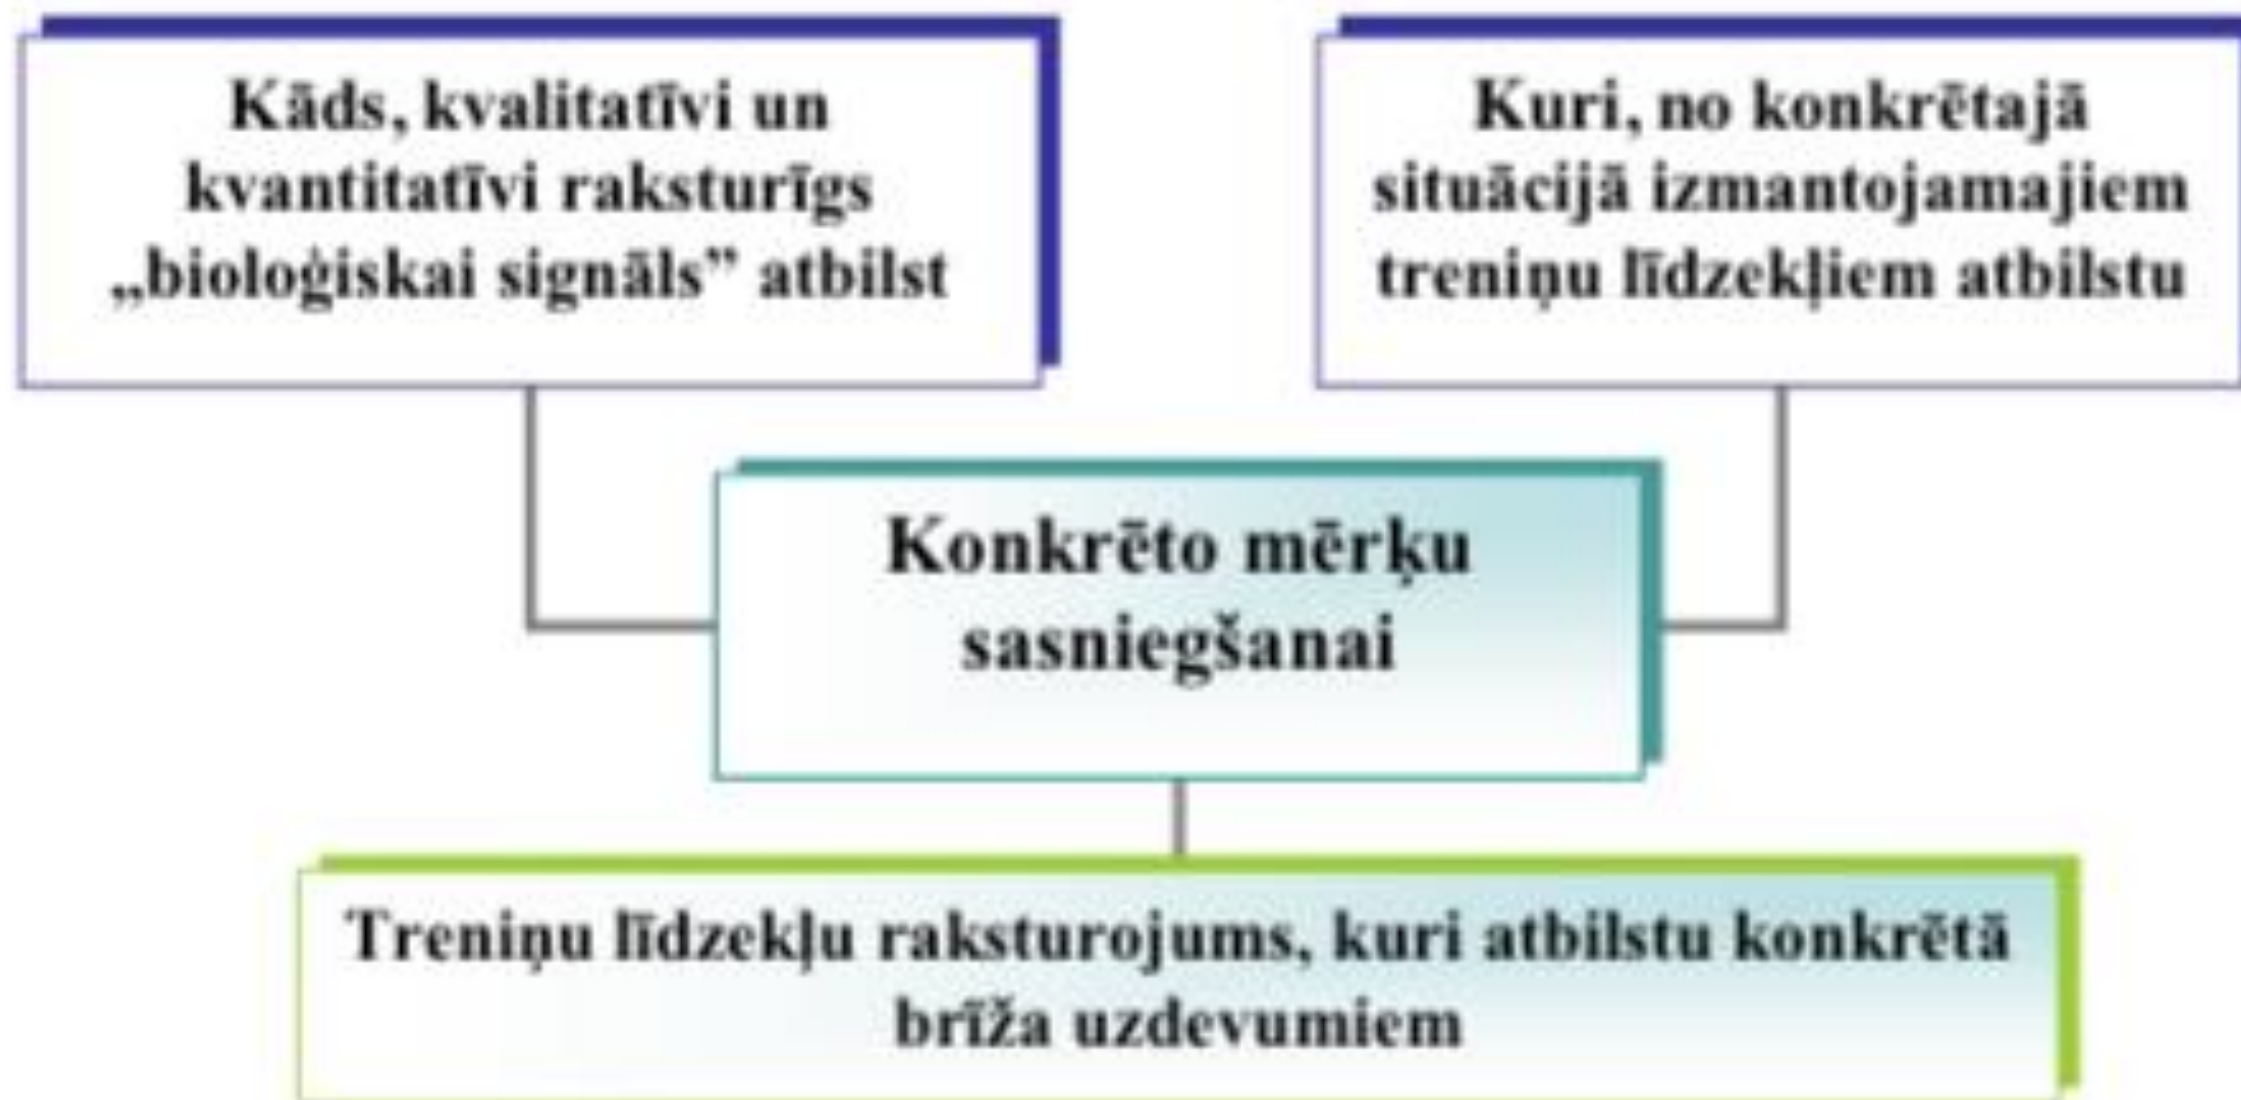 Kāds, kvalitatīvi un
kvantitatīvi raksturīgs
„bioloģiskai signāls” atbilst
Kuri, no konkrētajā
situācijā izmantojamajiem
treniņu līdzekļiem atbilstu
Konkrēto mērķu
sasniegšanai
Treniņu līdzekļu raksturojums, kuri atbilstu konkrētā
brīža uzdevumiem